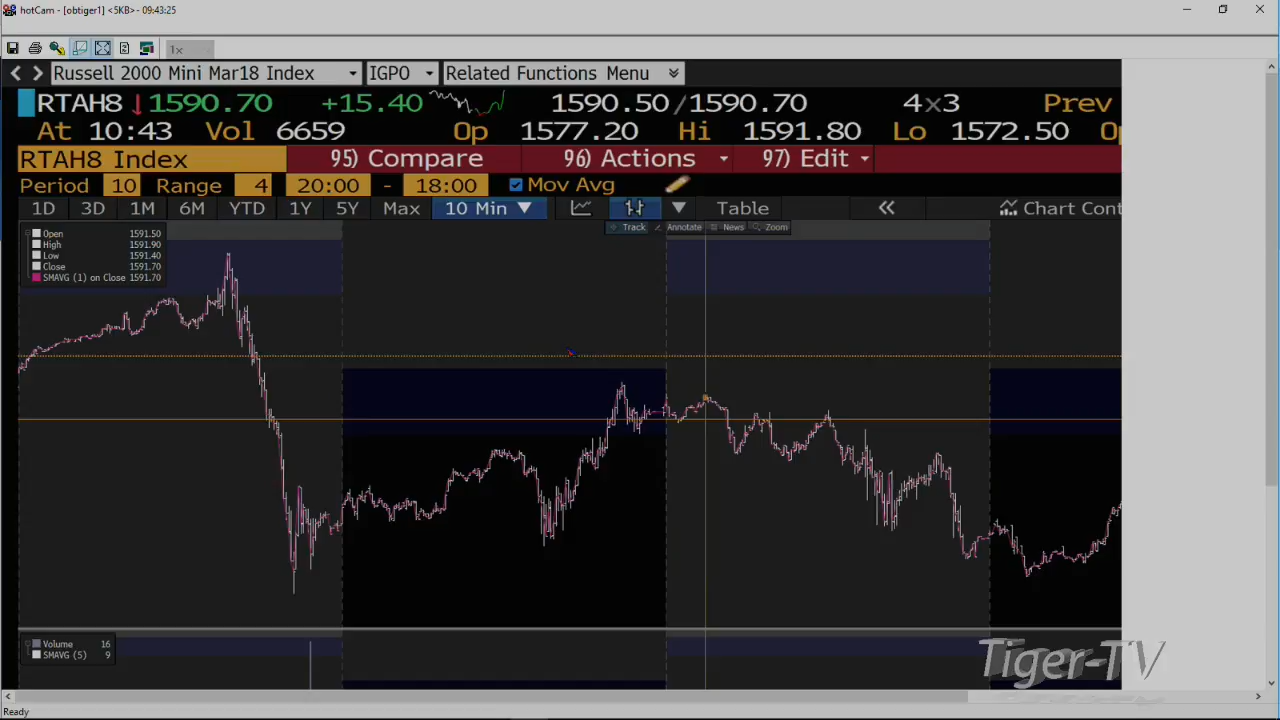 hotCam - [obtiger1] <5KB>- 09:43:25
1x
Russell 2000 Mini Mar18 Index IGPO Related Functions Menu
RTAH8 ↓1590.70 +15.40 1590.50/1590.70 4x3 Prev
At 10:43 Vol 6659 Op 1577.20 Hi 1591.80 Lo 1572.50
RTAH8 Index 95) Compare 96) Actions 97) Edit
Period 10 Range 4 20:00 - 18:00 Mov Avg
1D 3D 1M 6M YTD 1Y 5Y Max 10 Min ▼ Table « Chart Cont
Track Annotate News Zoom
Open 1591.50
High 1591.90
Low 1591.40
Close 1591.70
SMAVG (1) on Close 1591.70
Volume 16
SMAVG (5) 9
Tiger-TV
Ready